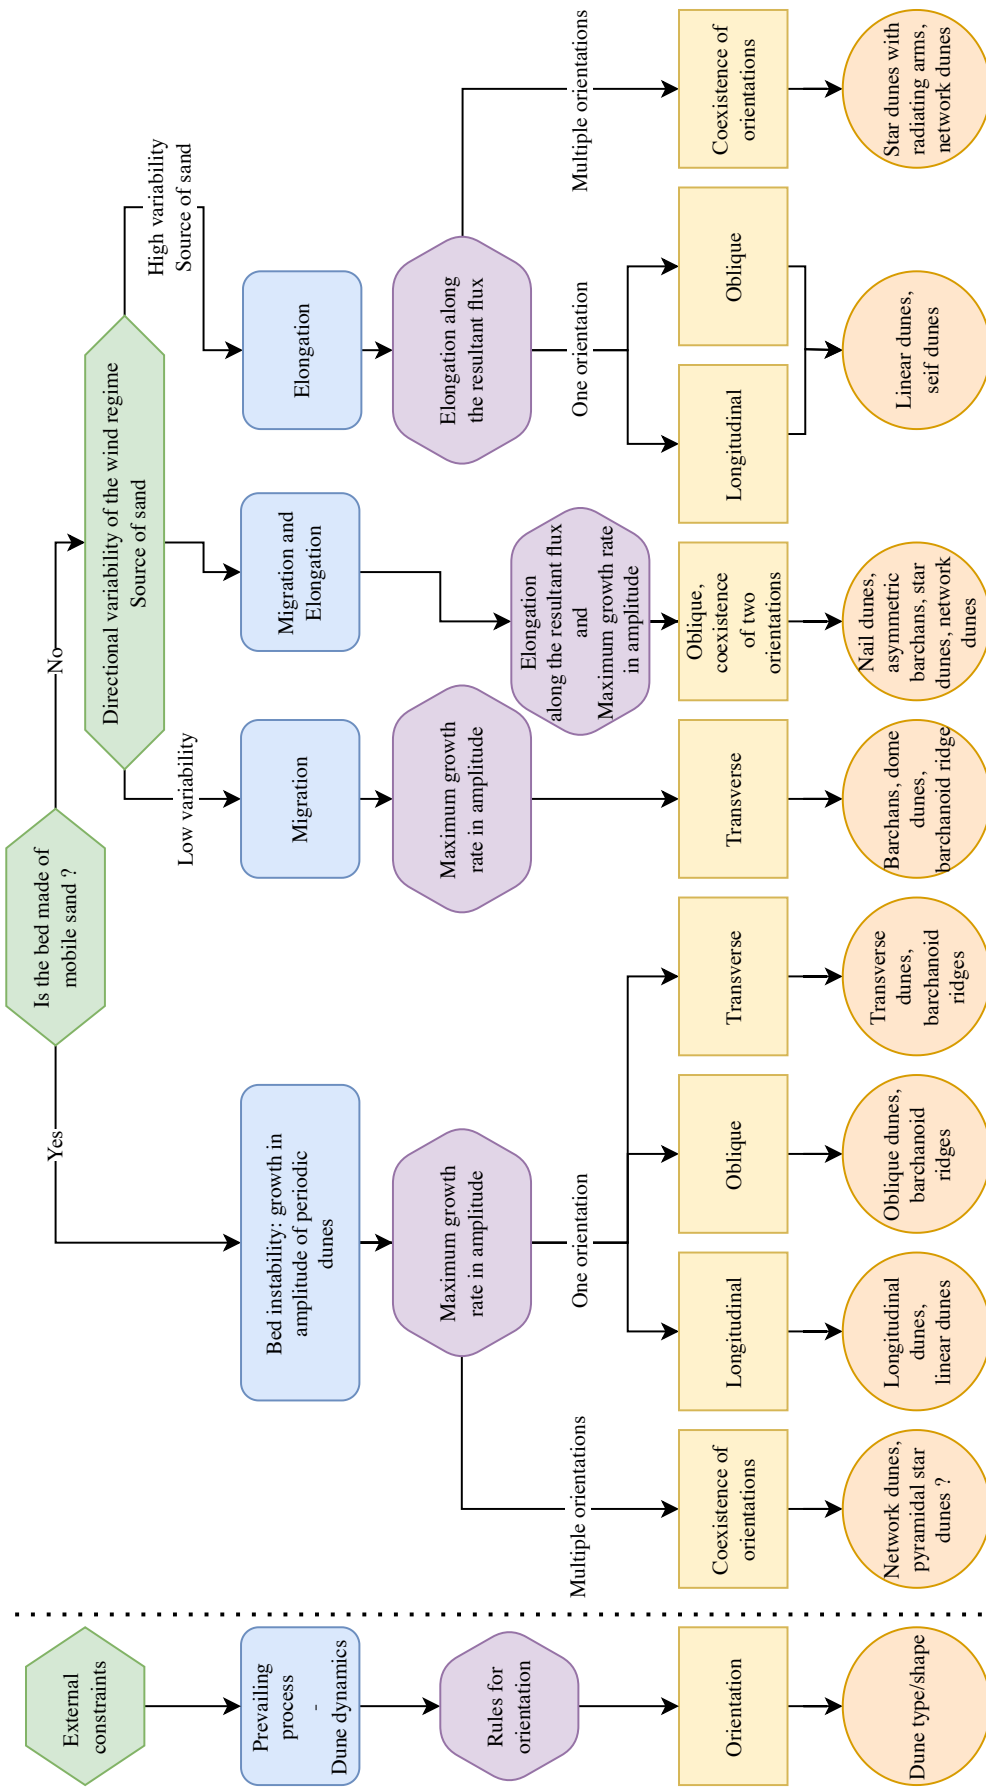 External
constraints
Prevailing
process
-
Dune dynamics
Rules for
orientation
Orientation
Dune type/shape
Is the bed made of
mobile sand ?
Yes
No
Bed instability: growth in
amplitude of periodic
dunes
Maximum growth
rate in amplitude
Multiple orientations
One orientation
Coexistence of
orientations
Longitudinal
Oblique
Transverse
Network dunes,
pyramidal star
dunes ?
Longitudinal
dunes,
linear dunes
Oblique dunes,
barchanoid
ridges
Transverse
dunes,
barchanoid
ridges
Directional variability of the wind regime
Source of sand
Low variability
High variability
Source of sand
Migration
Maximum growth
rate in amplitude
Transverse
Barchans, dome
dunes,
barchanoid ridge
Migration and
Elongation
Elongation
along the resultant flux
and
Maximum growth rate
in amplitude
Oblique,
coexistence
of two
orientations
Nail dunes,
asymmetric
barchans, star
dunes, network
dunes
Elongation
Elongation along
the resultant flux
One orientation
Multiple orientations
Longitudinal
Oblique
Coexistence of
orientations
Linear dunes,
seif dunes
Star dunes with
radiating arms,
network dunes